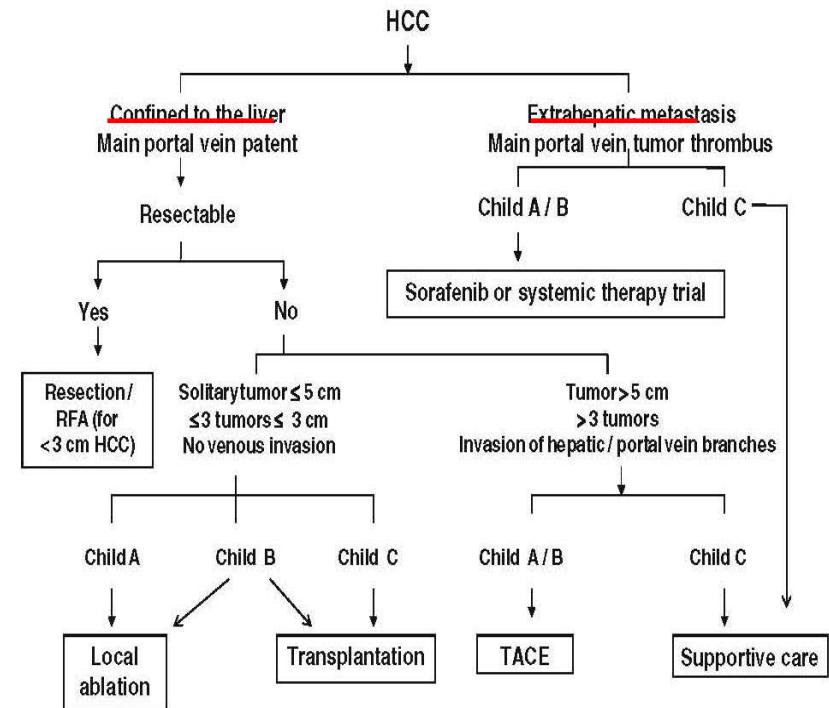 HCC
Confined to the liver
Main portal vein patent
Extrahepatic metastasis
Main portal vein tumor thrombus
Resectable
Child A / B
Child C
Sorafenib or systemic therapy trial
Yes
No
Resection /
RFA (for
<3 cm HCC)
Solitary tumor ≤ 5 cm
≤3 tumors ≤ 3 cm
No venous invasion
Tumor > 5 cm
>3 tumors
Invasion of hepatic / portal vein branches
Child A
Child B
Child C
Child A / B
Child C
Local
ablation
Transplantation
TACE
Supportive care